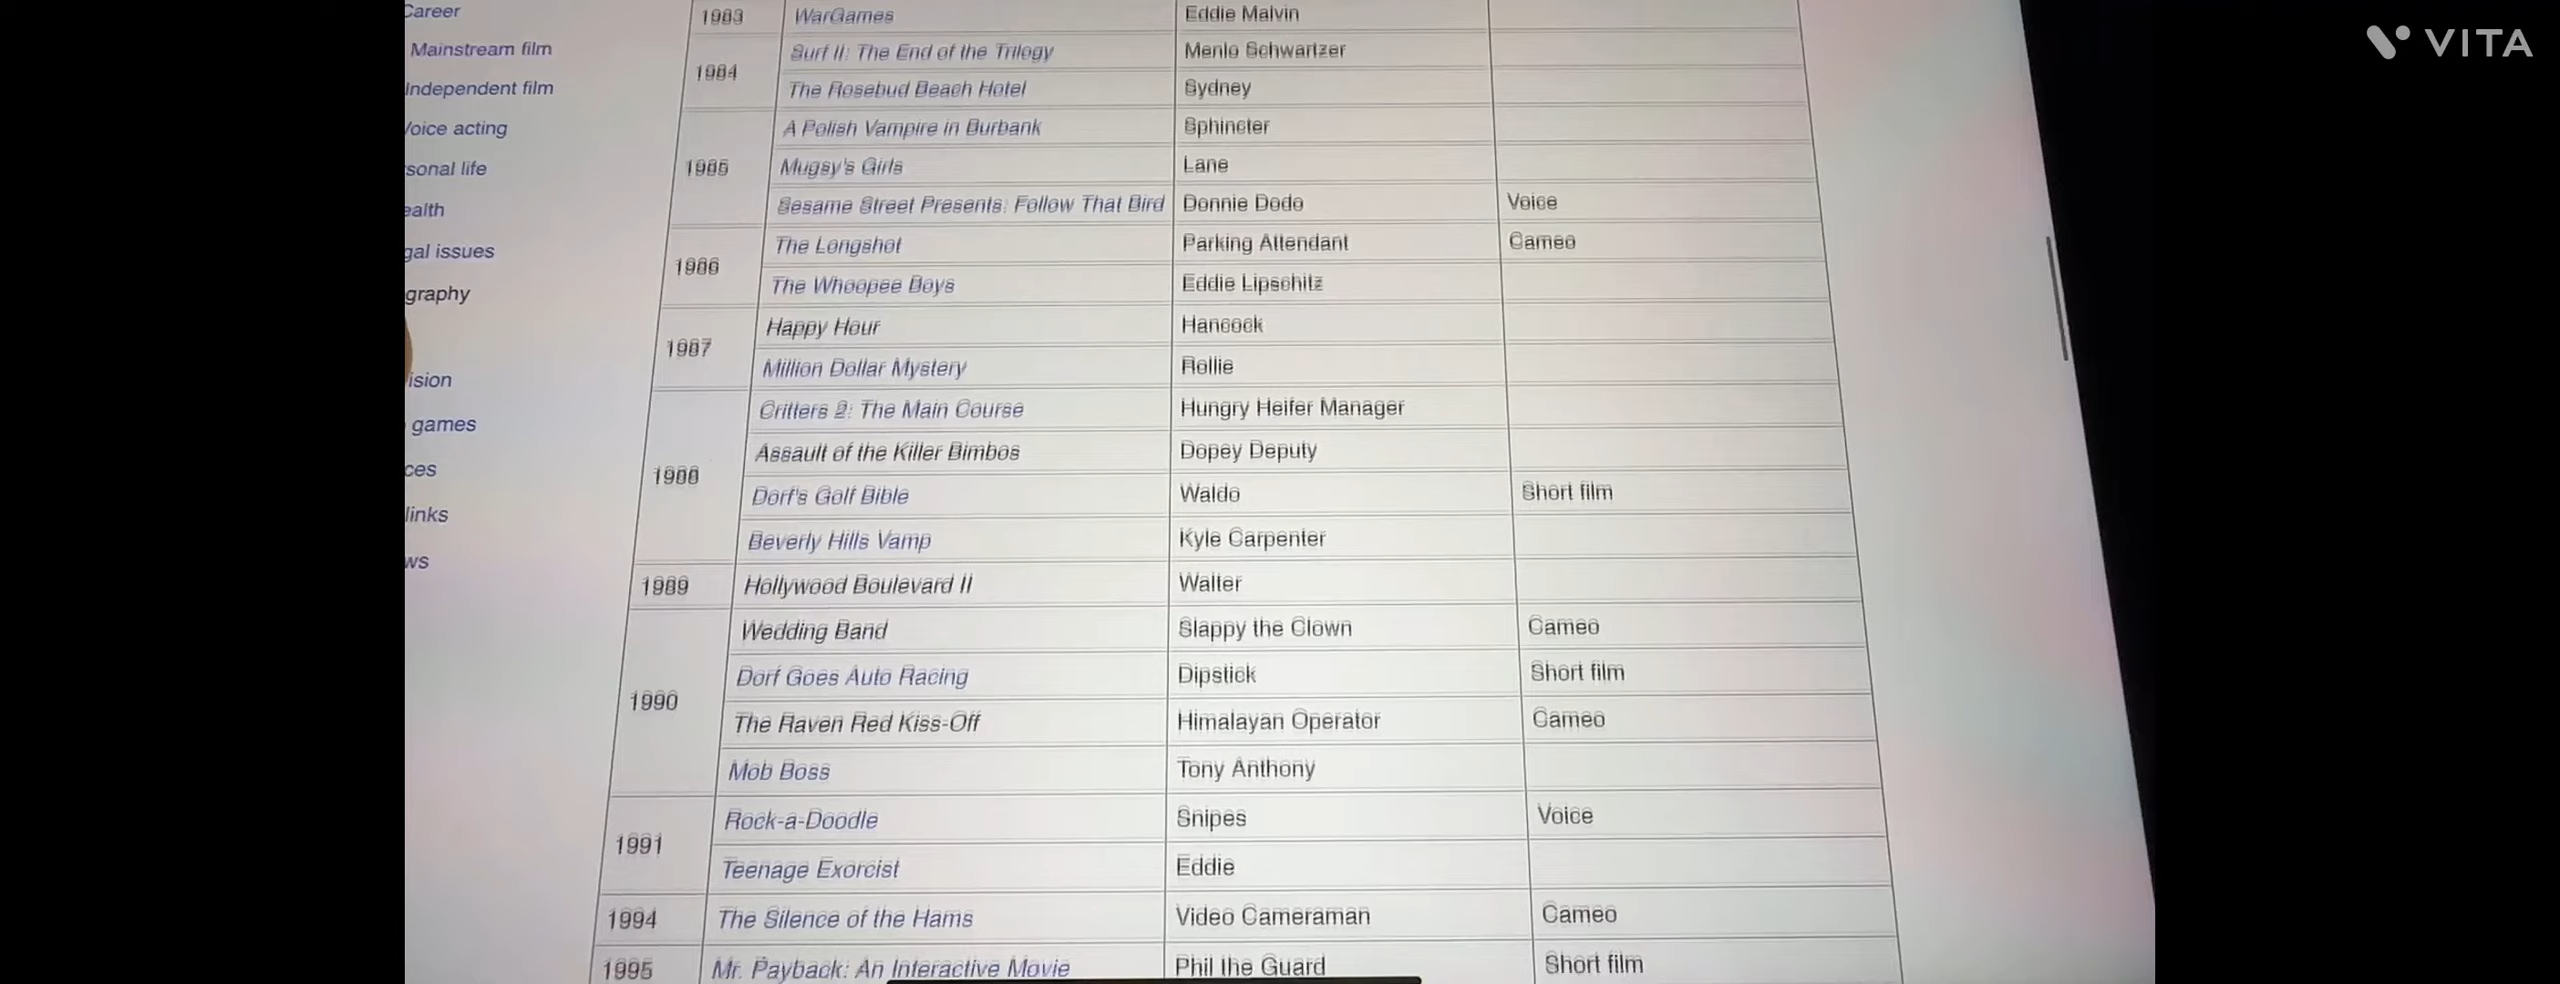 Career
Mainstream film
Independent film
Voice acting
sonal life
ealth
gal issues
graphy
ision
games
ces
links
ws
1983 WarGames Eddie Malvin
1984 Surf II: The End of the Trilogy Menlo Schwartzer
The Rosebud Beach Hotel Sydney
1985 A Polish Vampire in Burbank Sphincter
Mugsy's Girls Lane
Sesame Street Presents: Follow That Bird Donnie Dodo Voice
1986 The Longshot Parking Attendant Cameo
The Whoopee Boys Eddie Lipschitz
1987 Happy Hour Hancock
Million Dollar Mystery Rollie
1988 Critters 2: The Main Course Hungry Heifer Manager
Assault of the Killer Bimbos Dopey Deputy
Dorf's Golf Bible Waldo Short film
Beverly Hills Vamp Kyle Carpenter
1989 Hollywood Boulevard II Walter
1990 Wedding Band Slappy the Clown Cameo
Dorf Goes Auto Racing Dipstick Short film
The Raven Red Kiss-Off Himalayan Operator Cameo
Mob Boss Tony Anthony
1991 Rock-a-Doodle Snipes Voice
Teenage Exorcist Eddie
1994 The Silence of the Hams Video Cameraman Cameo
1995 Mr. Payback: An Interactive Movie Phil the Guard Short film
VITA